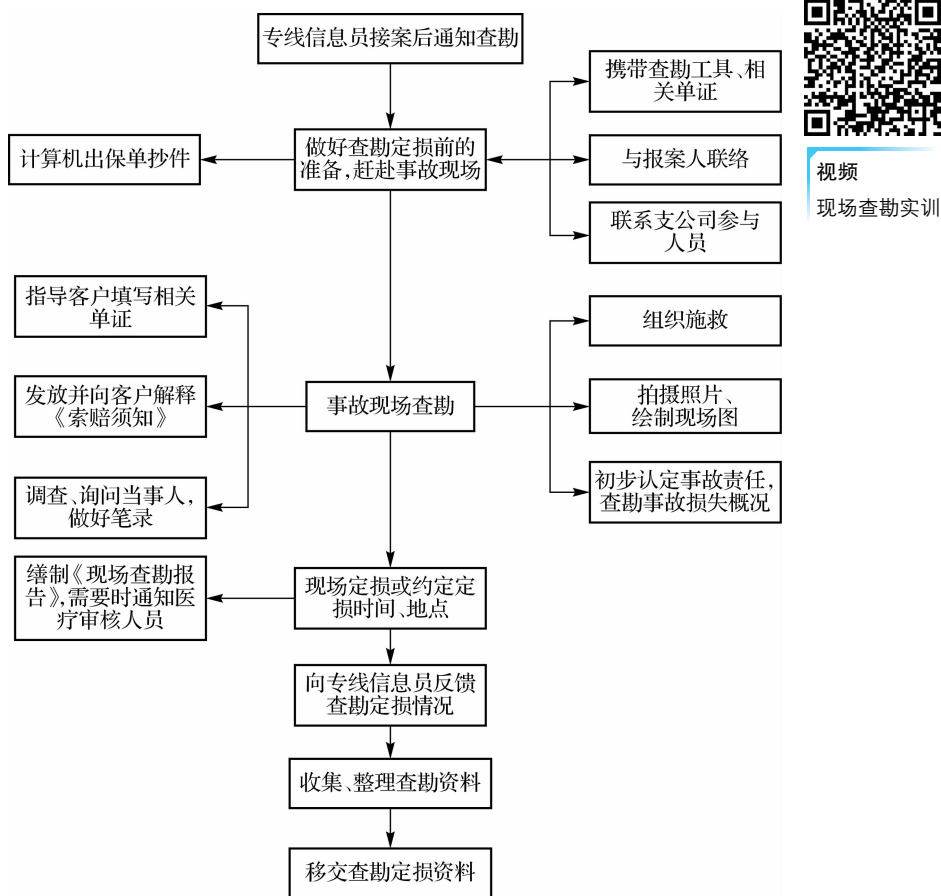 专线信息员接案后通知查勘
携带查勘工具、相
关单证
计算机出保单抄件
做好查勘定损前的
准备,赶赴事故现场
与报案人联络
联系支公司参与
人员
视频
现场查勘实训
指导客户填写相关
单证
组织施救
发放并向客户解释
《索赔须知》
事故现场查勘
拍摄照片、
绘制现场图
调查、询问当事人,
做好笔录
初步认定事故责任,
查勘事故损失概况
缮制《现场查勘报
告》,需要时通知医
疗审核人员
现场定损或约定定
损时间、地点
向专线信息员反馈
查勘定损情况
收集、整理查勘资料
移交查勘定损资料